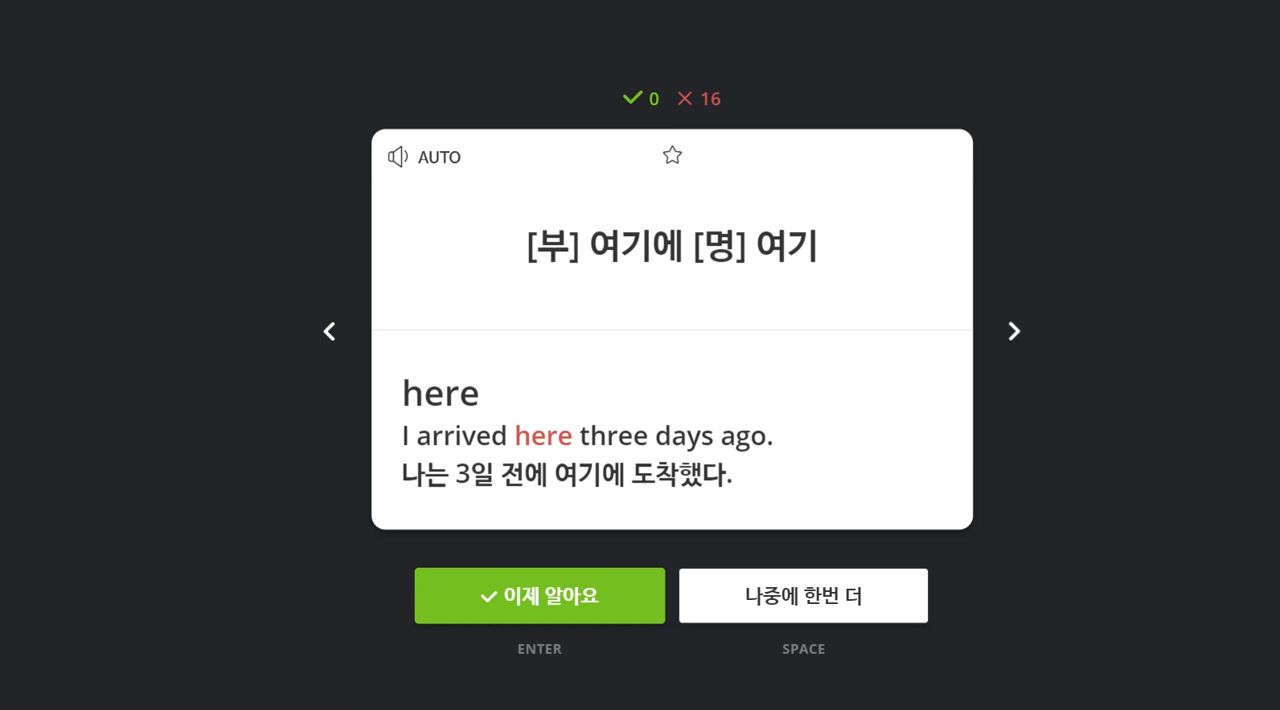 0 16
AUTO
[부] 여기에 [명] 여기
here
I arrived here three days ago.
나는 3일 전에 여기에 도착했다.
이제 알아요 나중에 한번 더
ENTER SPACE